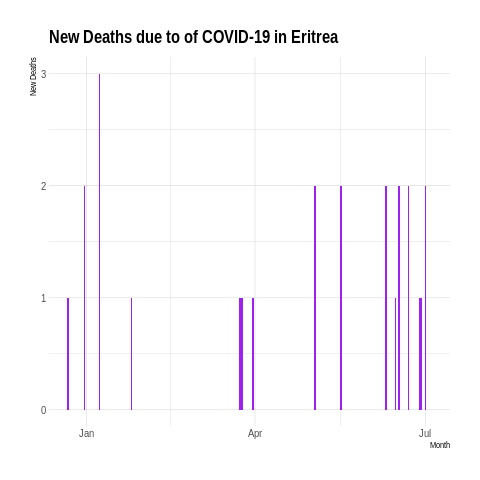 New Deaths due to of COVID-19 in Eritrea
New Deaths
3
2
1
0
Jan
Apr
Jul
Month